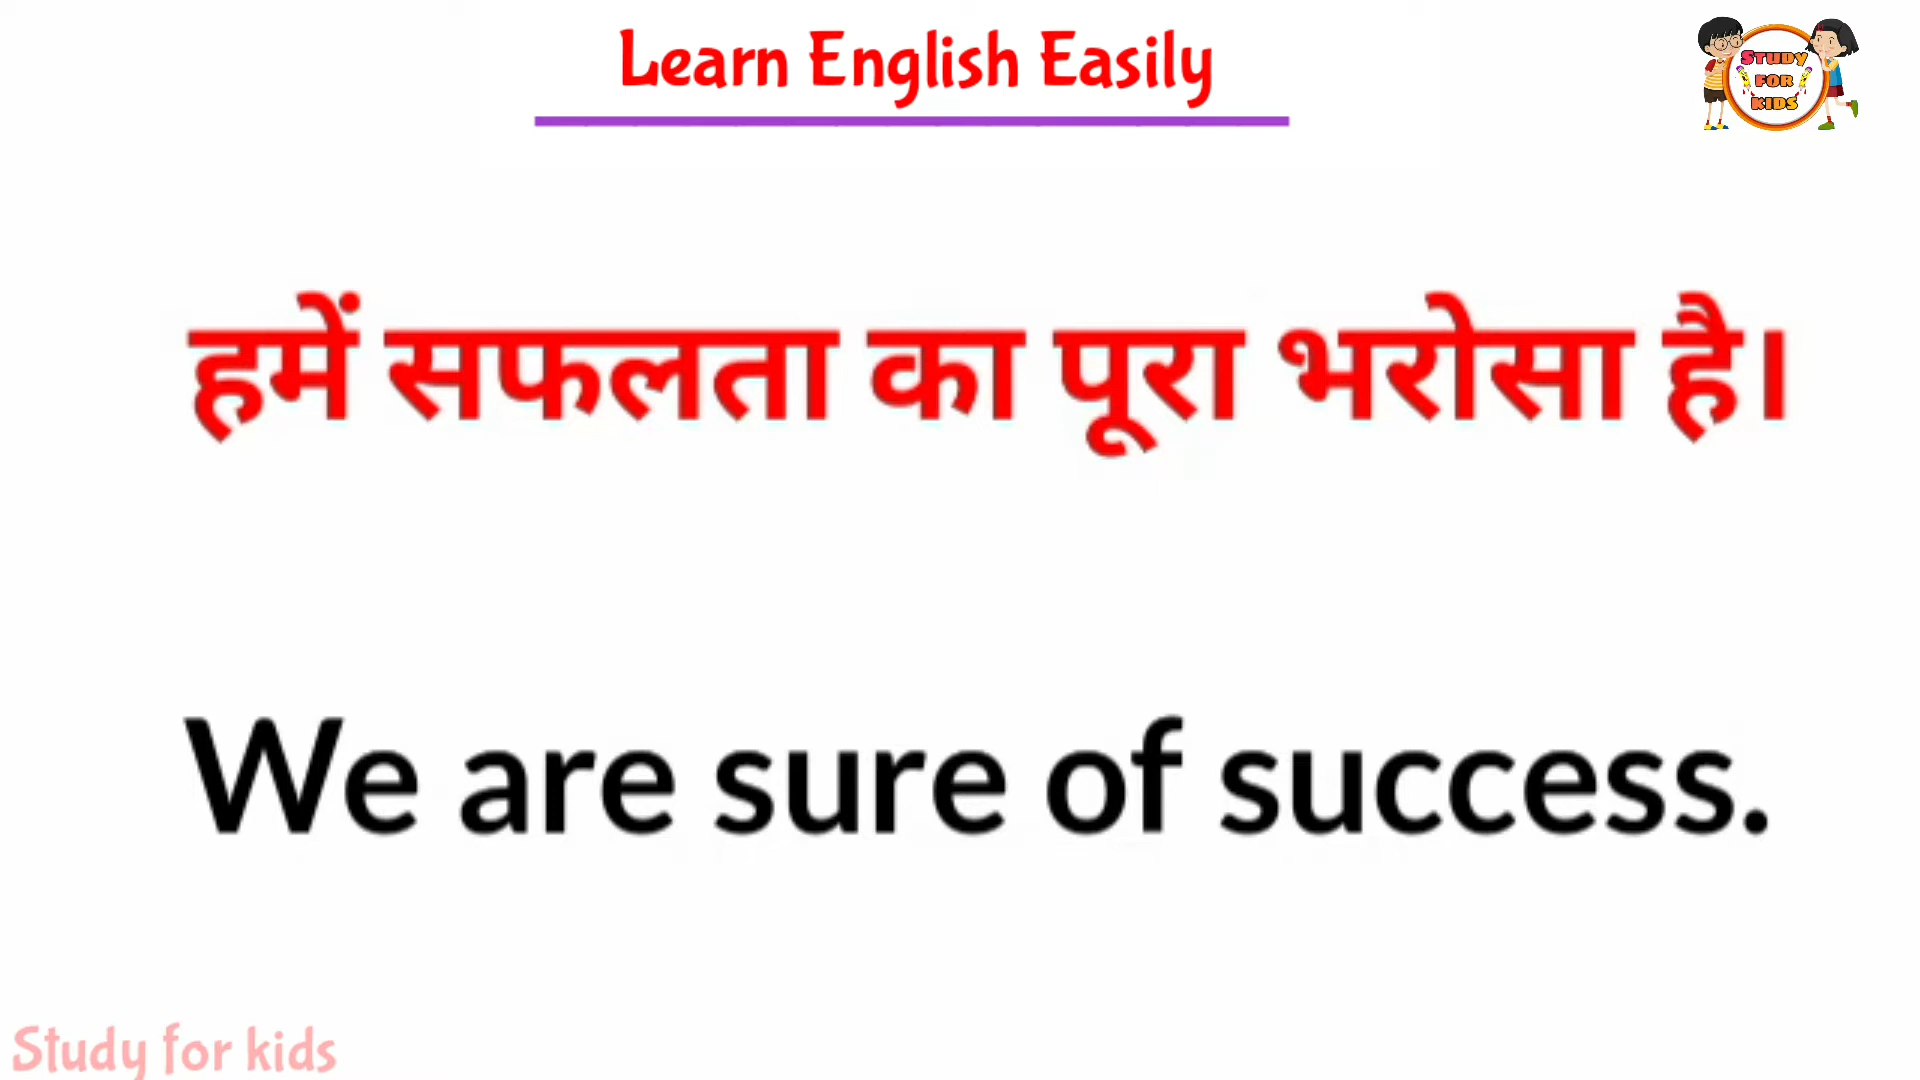 Learn English Easily
STUDY
FOR
KIDS
हमें सफलता का पूरा भरोसा है।
We are sure of success.
Study for kids